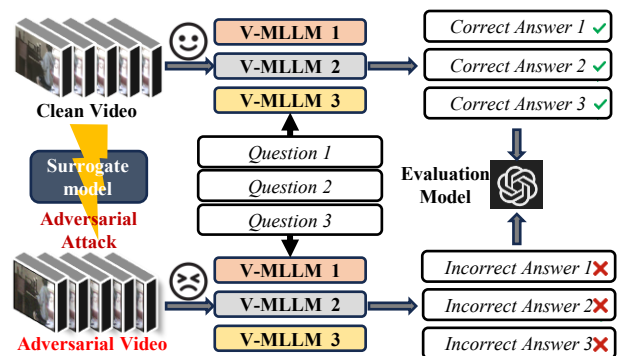 V-MLLM 1
V-MLLM 2
V-MLLM 3
Correct Answer 1
Correct Answer 2
Correct Answer 3
Clean Video
Surrogate
model
Adversarial
Attack
Question 1
Question 2
Question 3
Evaluation
Model
V-MLLM 1
V-MLLM 2
V-MLLM 3
Incorrect Answer 1
Incorrect Answer 2
Incorrect Answer 3
Adversarial Video